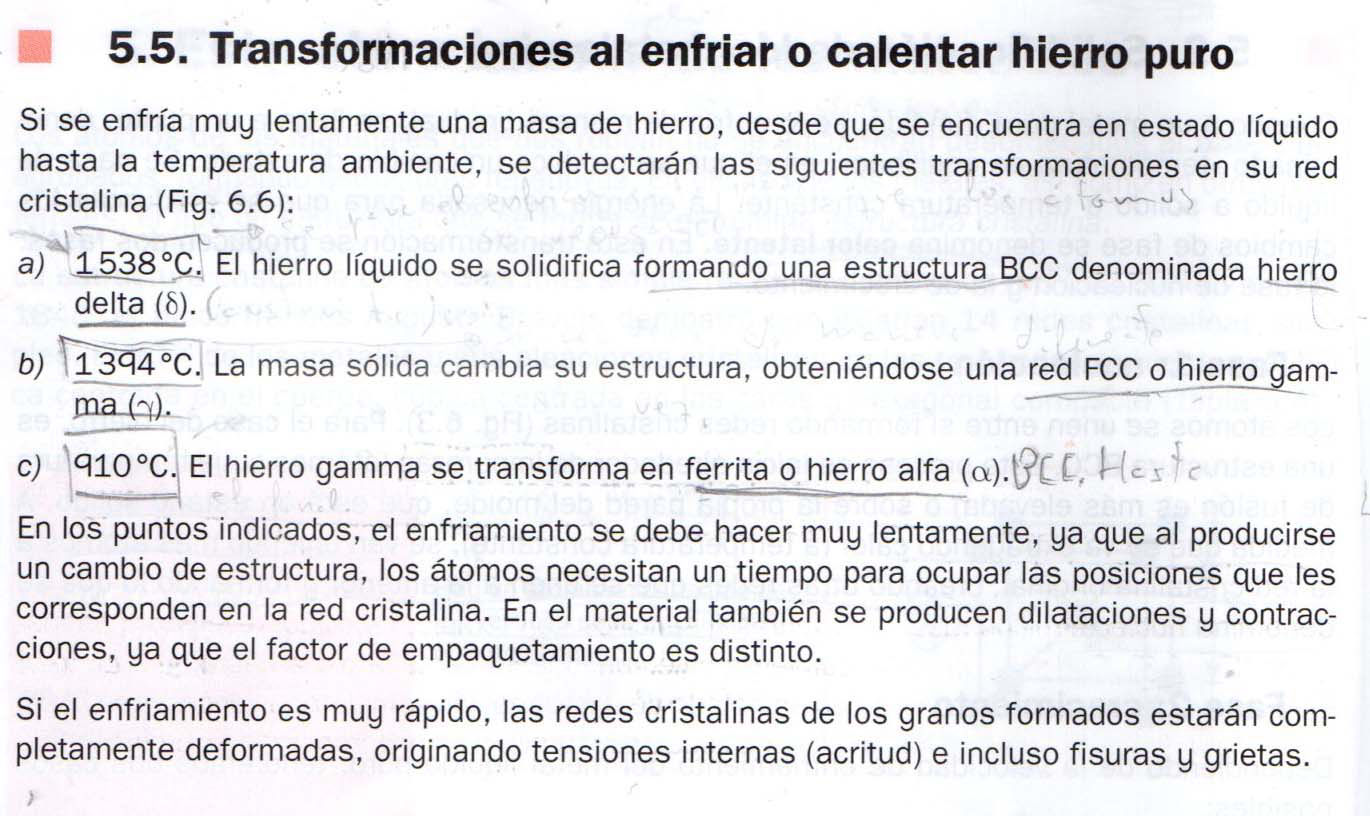 5.5. Transformaciones al enfriar o calentar hierro puro
Si se enfría muy lentamente una masa de hierro, desde que se encuentra en estado líquido
hasta la temperatura ambiente, se detectarán las siguientes transformaciones en su red
cristalina (Fig. 6.6):
a) 1538 °C. El hierro líquido se solidifica formando una estructura BCC denominada hierro
delta (δ).
b) 1394 °C. La masa sólida cambia su estructura, obteniéndose una red FCC o hierro gam-
ma (γ).
c) 910 °C. El hierro gamma se transforma en ferrita o hierro alfa (α). BCC,
En los puntos indicados, el enfriamiento se debe hacer muy lentamente, ya que al producirse
un cambio de estructura, los átomos necesitan un tiempo para ocupar las posiciones que les
corresponden en la red cristalina. En el material también se producen dilataciones y contrac-
ciones, ya que el factor de empaquetamiento es distinto.
Si el enfriamiento es muy rápido, las redes cristalinas de los granos formados estarán com-
pletamente deformadas, originando tensiones internas (acritud) e incluso fisuras y grietas.